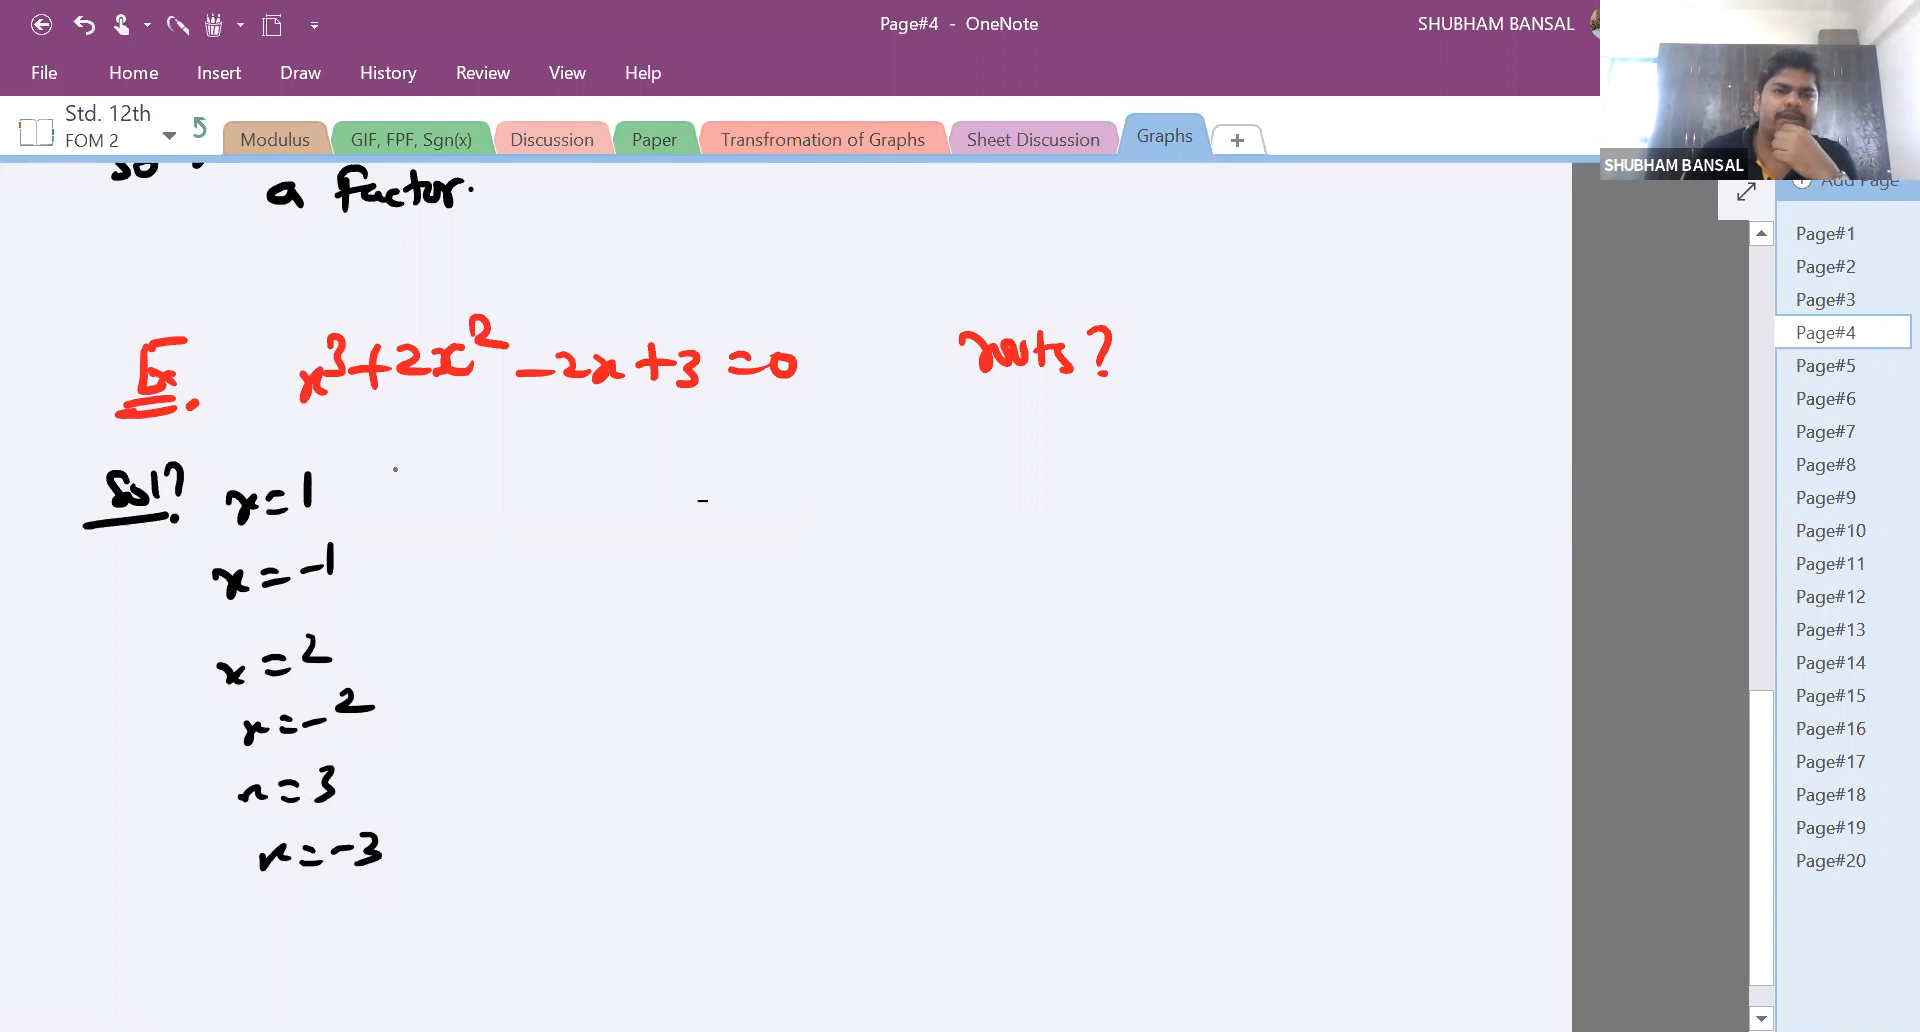 Page#4 - OneNote
SHUBHAM BANSAL
File Home Insert Draw History Review View Help
Std. 12th
FOM 2
Modulus GIF, FPF, Sgn(x) Discussion Paper Transfromation of Graphs Sheet Discussion Graphs +
SHUBHAM BANSAL
Add Page
a factor.
Ex. x³+2x²-2x+3=0 roots?
x=1
x=-1
x=2
x=-2
x=3
x=-3
Page#1
Page#2
Page#3
Page#4
Page#5
Page#6
Page#7
Page#8
Page#9
Page#10
Page#11
Page#12
Page#13
Page#14
Page#15
Page#16
Page#17
Page#18
Page#19
Page#20